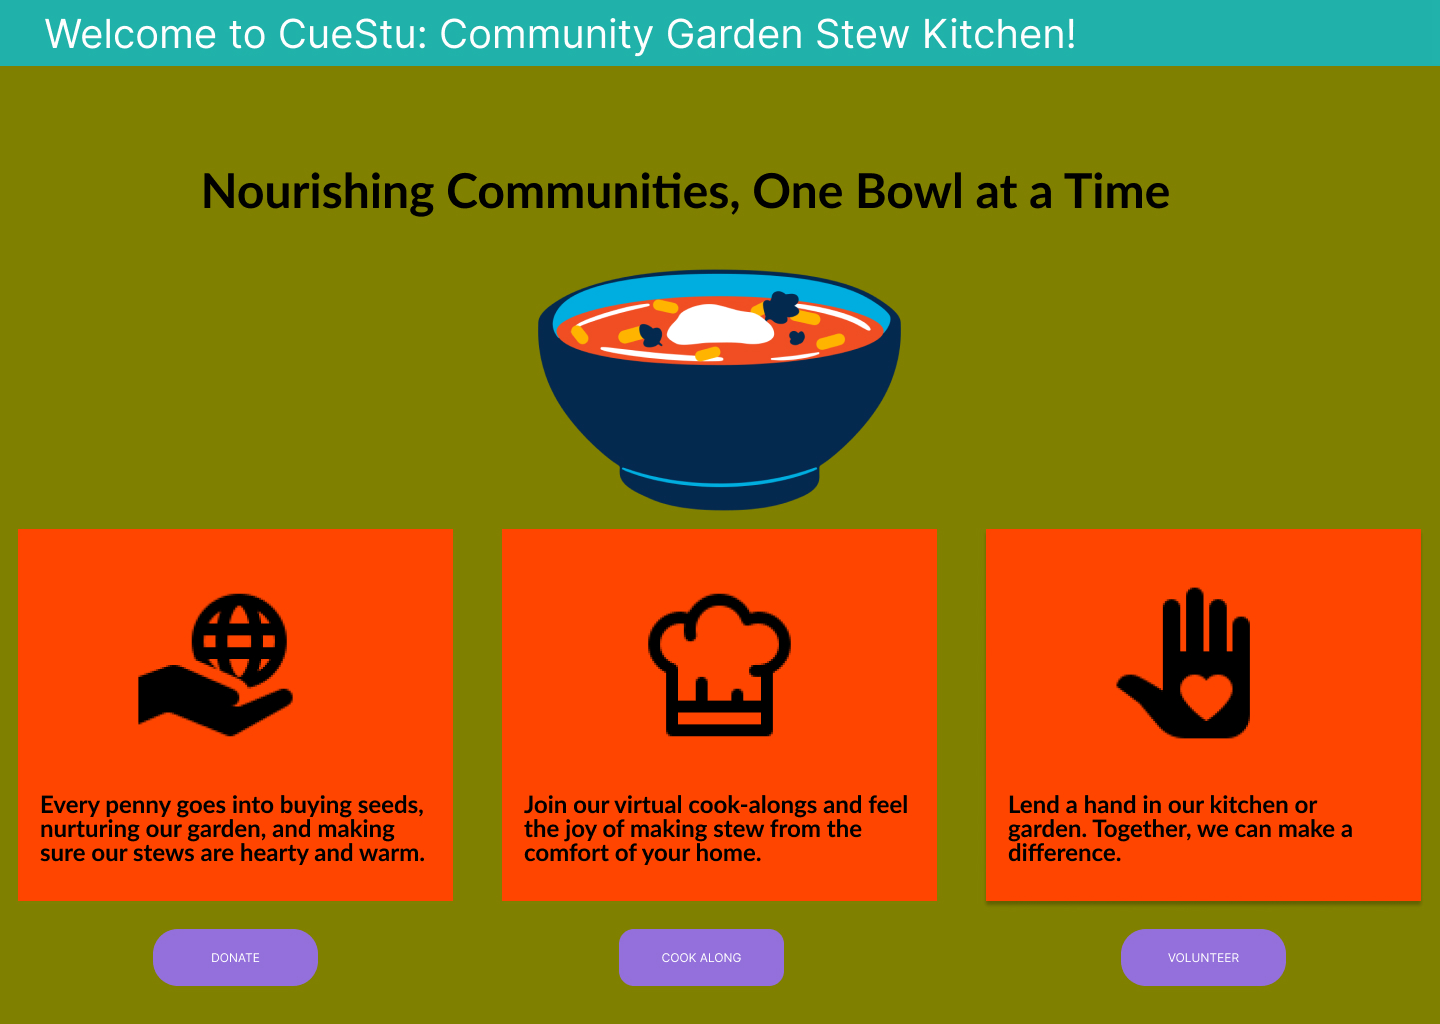 Welcome to CueStu: Community Garden Stew Kitchen!
Nourishing Communities, One Bowl at a Time
Every penny goes into buying seeds,
nurturing our garden, and making
sure our stews are hearty and warm.
Join our virtual cook-alongs and feel
the joy of making stew from the
comfort of your home.
Lend a hand in our kitchen or
garden. Together, we can make a
difference.
DONATE
COOK ALONG
VOLUNTEER